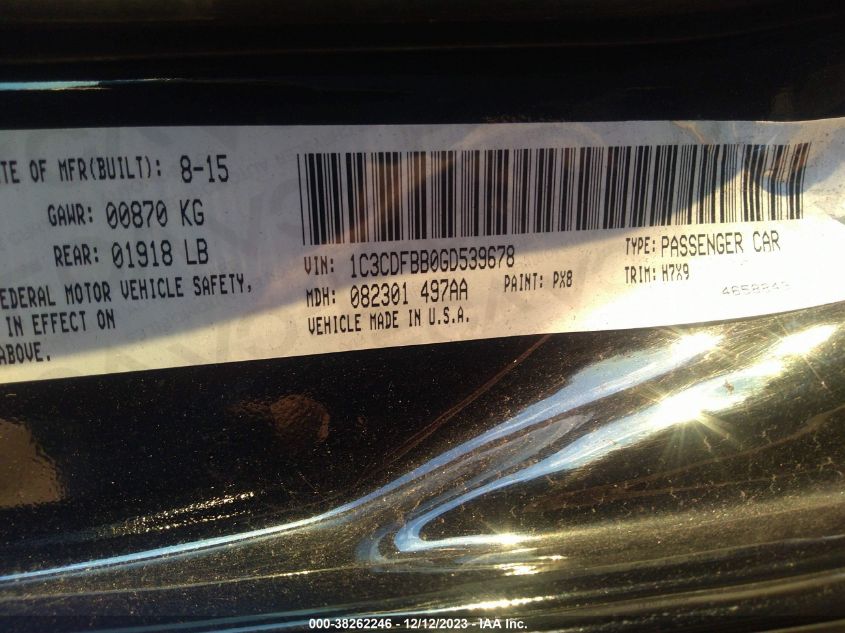 TE OF MFR(BUILT): 8-15
GAWR: 00870 KG
REAR: 01918 LB
FEDERAL MOTOR VEHICLE SAFETY,
IN EFFECT ON
ABOVE.
VIN: 1C3CDFBB0GD539678 TYPE: PASSENGER CAR
MDH: 082301 497AA PAINT: PX8 TRIM: H7X9
VEHICLE MADE IN U.S.A.
000-38262246 - 12/12/2023 - IAA Inc.